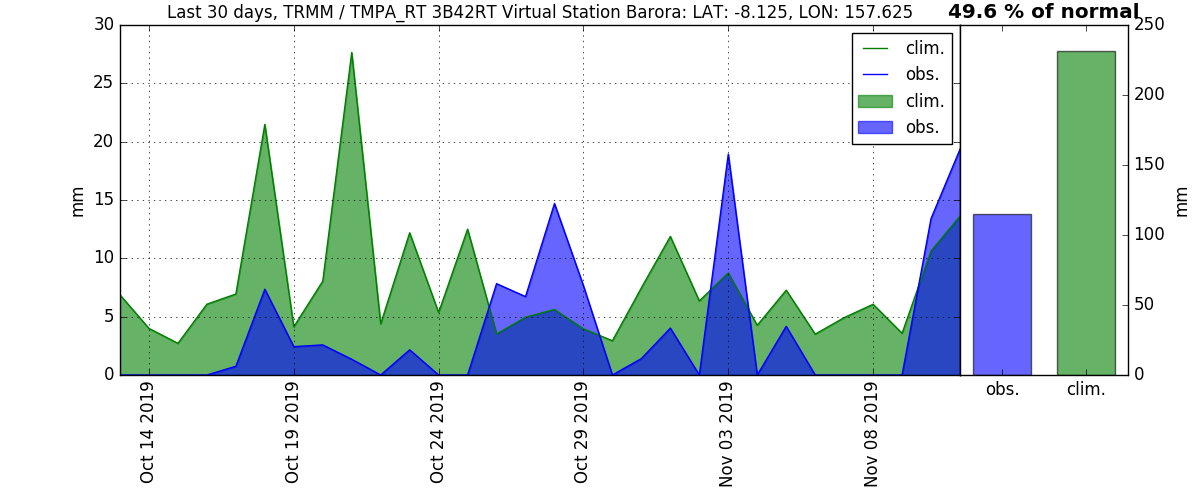 Last 30 days, TRMM / TMPA_RT 3B42RT Virtual Station Barora: LAT: -8.125, LON: 157.625
49.6 % of normal
30
25
20
15
10
5
0
mm
clim.
obs.
clim.
obs.
Oct 14 2019
Oct 19 2019
Oct 24 2019
Oct 29 2019
Nov 03 2019
Nov 08 2019
250
200
150
100
50
0
mm
obs.
clim.